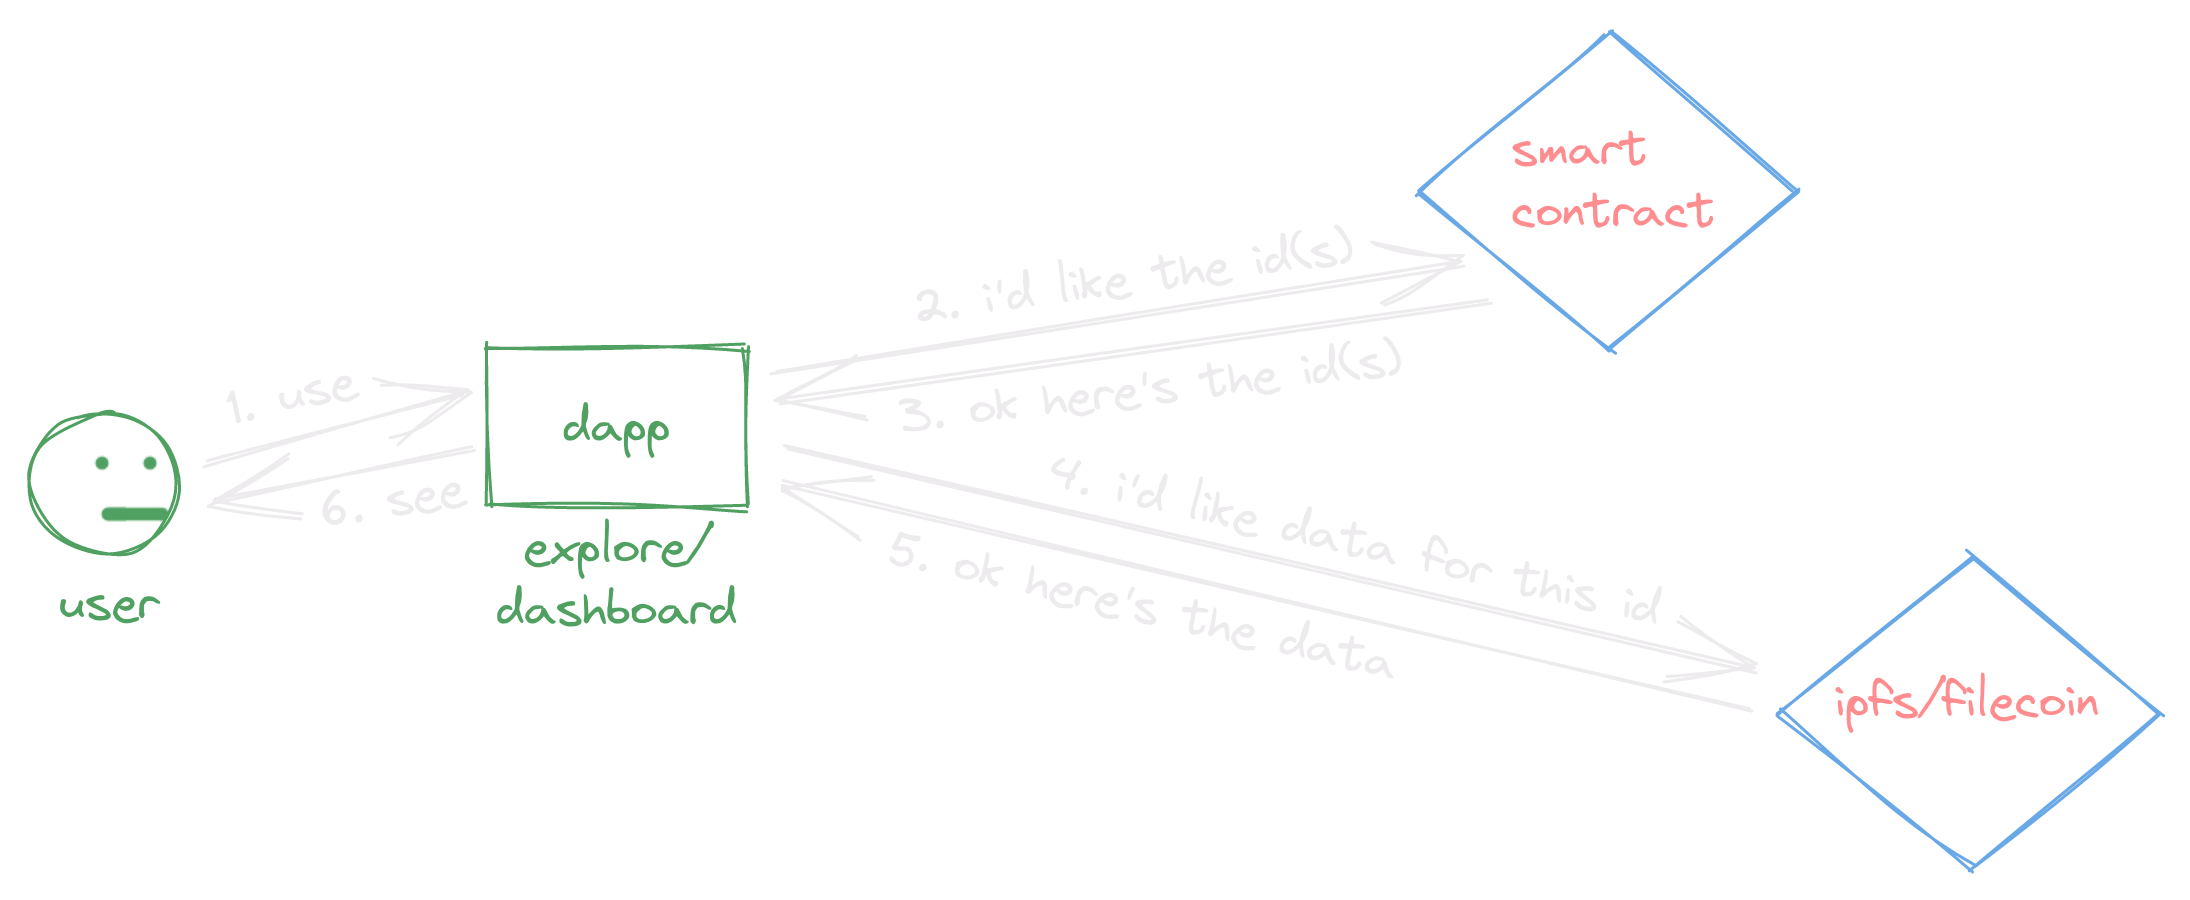 smart
contract
2. i'd like the id(s)
3. ok here's the id(s)
1. use
6. see
dapp
explore/
dashboard
user
4. i'd like data for this id
5. ok here's the data
ipfs/filecoin